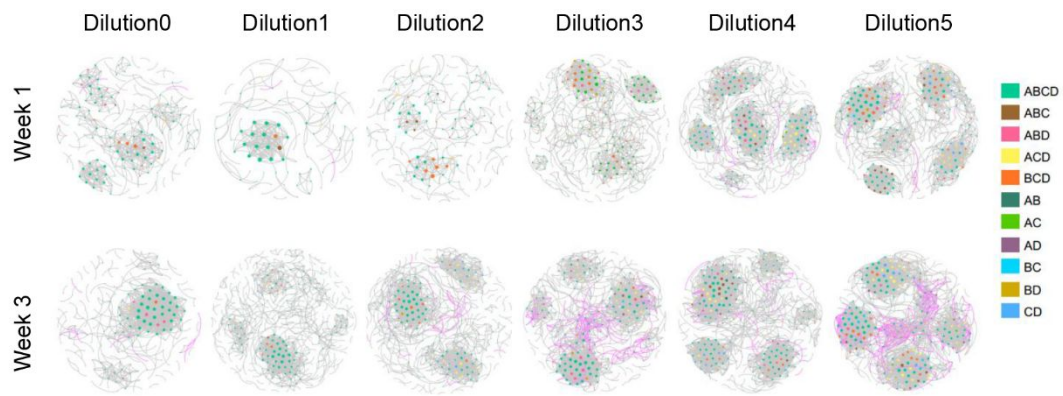 Dilution0 Dilution1 Dilution2 Dilution3 Dilution4 Dilution5
Week 1
Week 3
ABCD
ABC
ABD
ACD
BCD
AB
AC
AD
BC
BD
CD